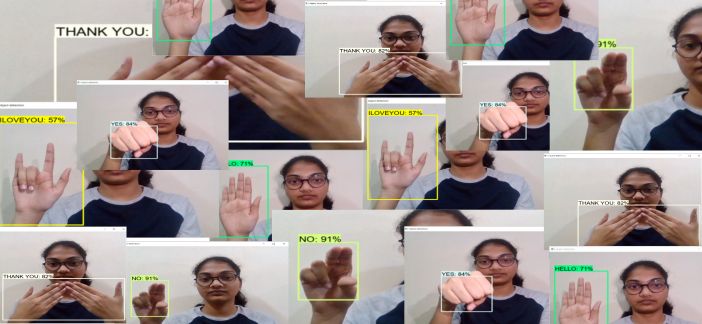 THANK YOU:
THANK YOU: 82%
91%
YES: 84%
YES: 84%
ILOVEYOU: 57%
ILOVEYOU: 57%
LO: 71%
THANK YOU: 82%
NO: 91%
THANK YOU: 82%
NO: 91%
YES: 84%
HELLO: 71%